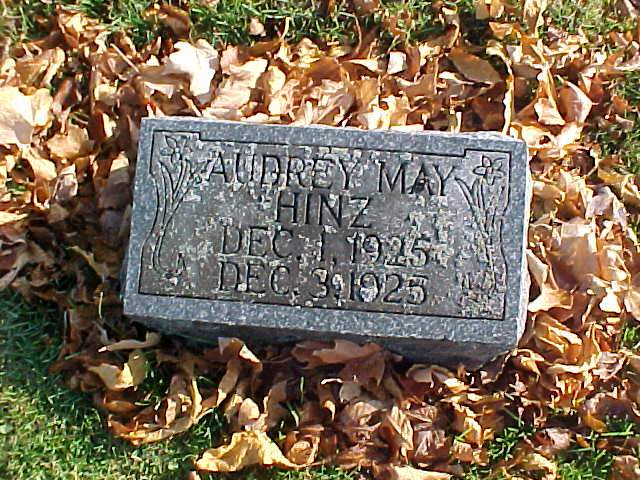 AUDREY MAY
HINZ
DEC. 1, 1925
DEC. 3, 1925